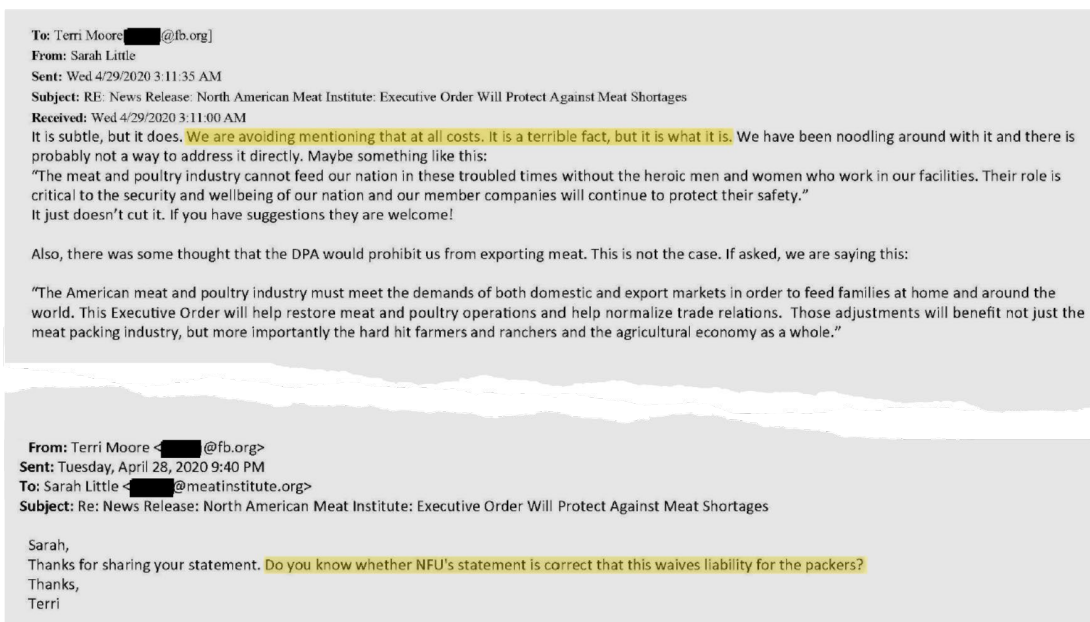 To: Terri Moore @fb.org]
From: Sarah Little
Sent: Wed 4/29/2020 3:11:35 AM
Subject: RE: News Release: North American Meat Institute: Executive Order Will Protect Against Meat Shortages
Received: Wed 4/29/2020 3:11:00 AM
It is subtle, but it does. We are avoiding mentioning that at all costs. It is a terrible fact, but it is what it is. We have been noodling around with it and there is
probably not a way to address it directly. Maybe something like this:
“The meat and poultry industry cannot feed our nation in these troubled times without the heroic men and women who work in our facilities. Their role is
critical to the security and wellbeing of our nation and our member companies will continue to protect their safety.”
It just doesn’t cut it. If you have suggestions they are welcome!
Also, there was some thought that the DPA would prohibit us from exporting meat. This is not the case. If asked, we are saying this:
“The American meat and poultry industry must meet the demands of both domestic and export markets in order to feed families at home and around the
world. This Executive Order will help restore meat and poultry operations and help normalize trade relations. Those adjustments will benefit not just the
meat packing industry, but more importantly the hard hit farmers and ranchers and the agricultural economy as a whole.”
From: Terri Moore < @fb.org>
Sent: Tuesday, April 28, 2020 9:40 PM
To: Sarah Little < @meatinstitute.org>
Subject: Re: News Release: North American Meat Institute: Executive Order Will Protect Against Meat Shortages
Sarah,
Thanks for sharing your statement. Do you know whether NFU's statement is correct that this waives liability for the packers?
Thanks,
Terri